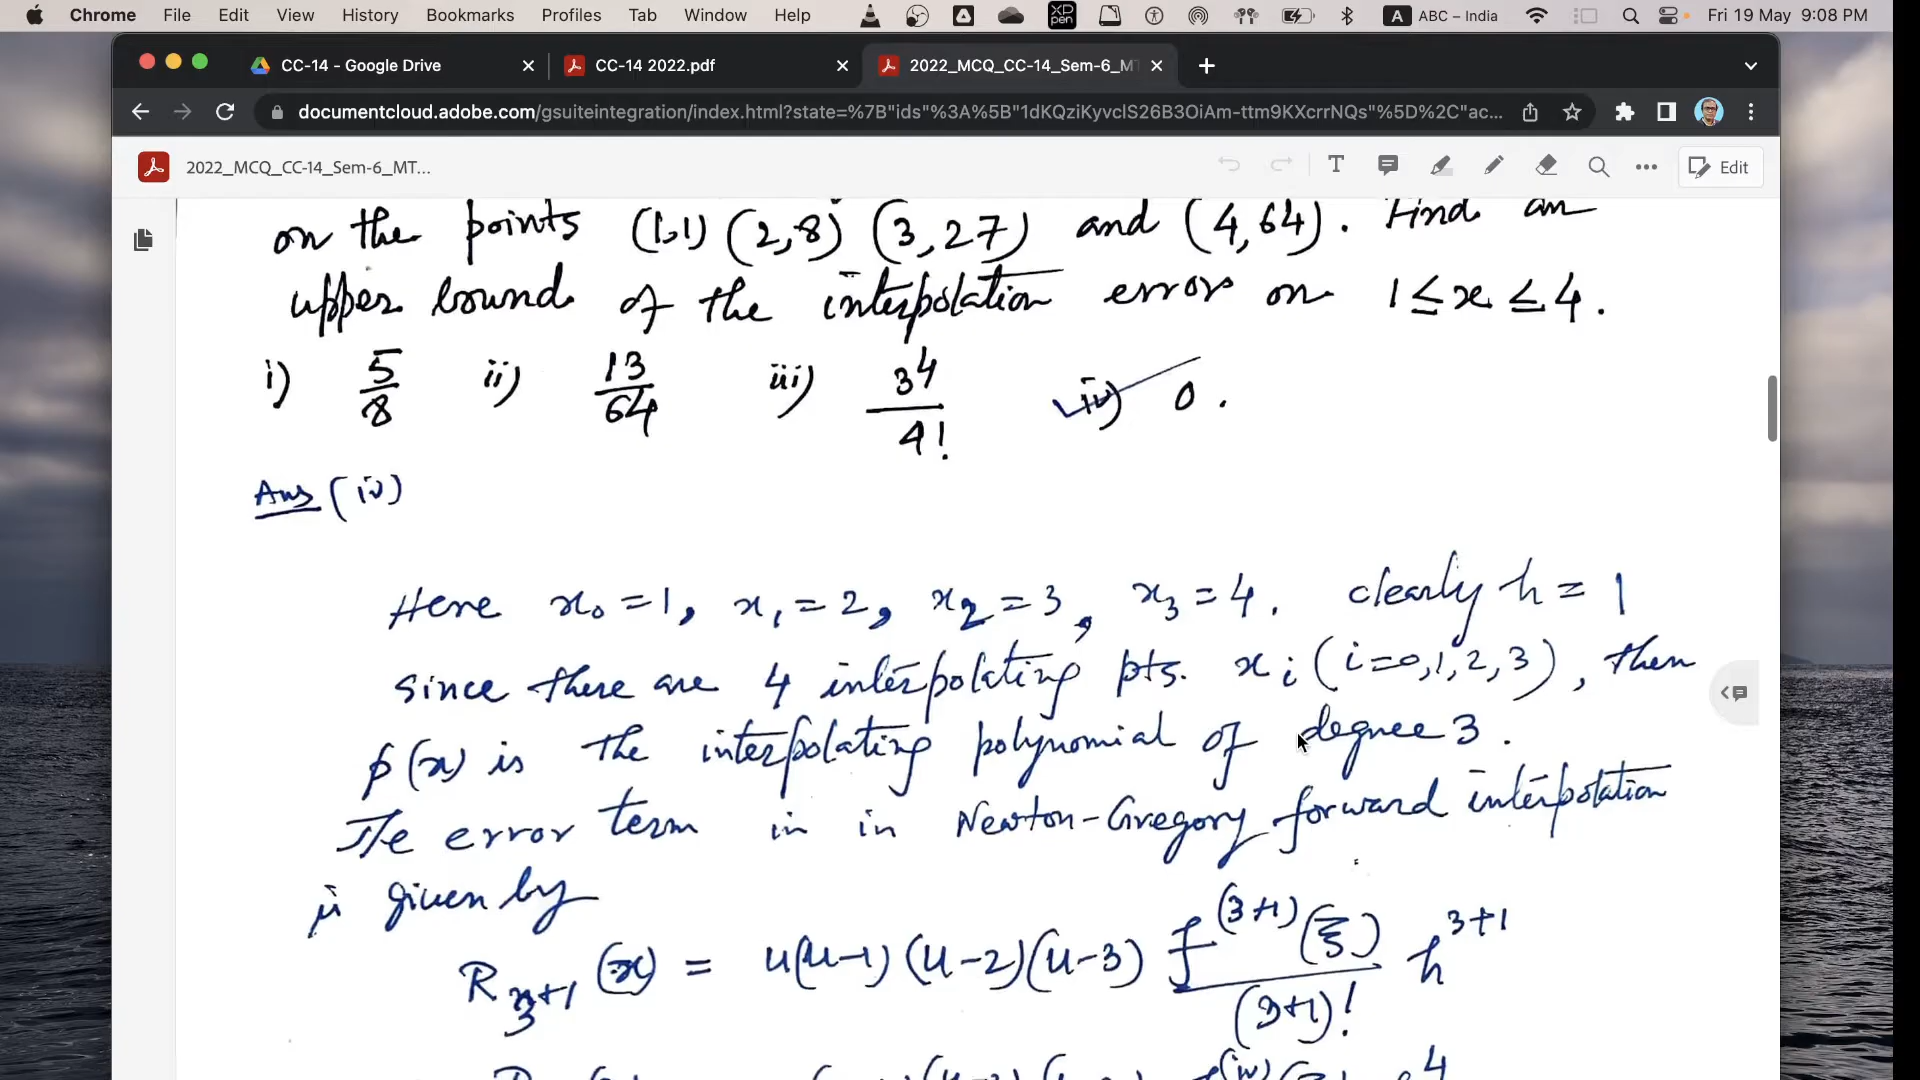 Chrome File Edit View History Bookmarks Profiles Tab Window Help XP pen A ABC – India Fri 19 May 9:08 PM
CC-14 - Google Drive CC-14 2022.pdf 2022_MCQ_CC-14_Sem-6_MT
documentcloud.adobe.com/gsuiteintegration/index.html?state=%7B"ids"%3A%5B"1dKQziKyvclS26B3OiAm-ttm9KXcrrNQs"%5D%2C"ac...
2022_MCQ_CC-14_Sem-6_MT... T Edit
on the points (1,1) (2,8) (3,27) and (4,64). Find an
upper bound of the interpolation error on 1≤x≤4.
i) 5/8 ii) 13/64 iii) 3^4/4! iv) 0.
Ans (iv)
Here x₀=1, x₁=2, x₂=3, x₃=4. clearly h=1
since there are 4 interpolating pts. xᵢ (i=0,1,2,3), then
p(x) is the interpolating polynomial of degree 3.
The error term in in Newton-Gregory forward interpolation
is given by
R₃₊₁(x) = u(u-1)(u-2)(u-3) f^(3+1)(ξ)/(3+1)! h^3+1